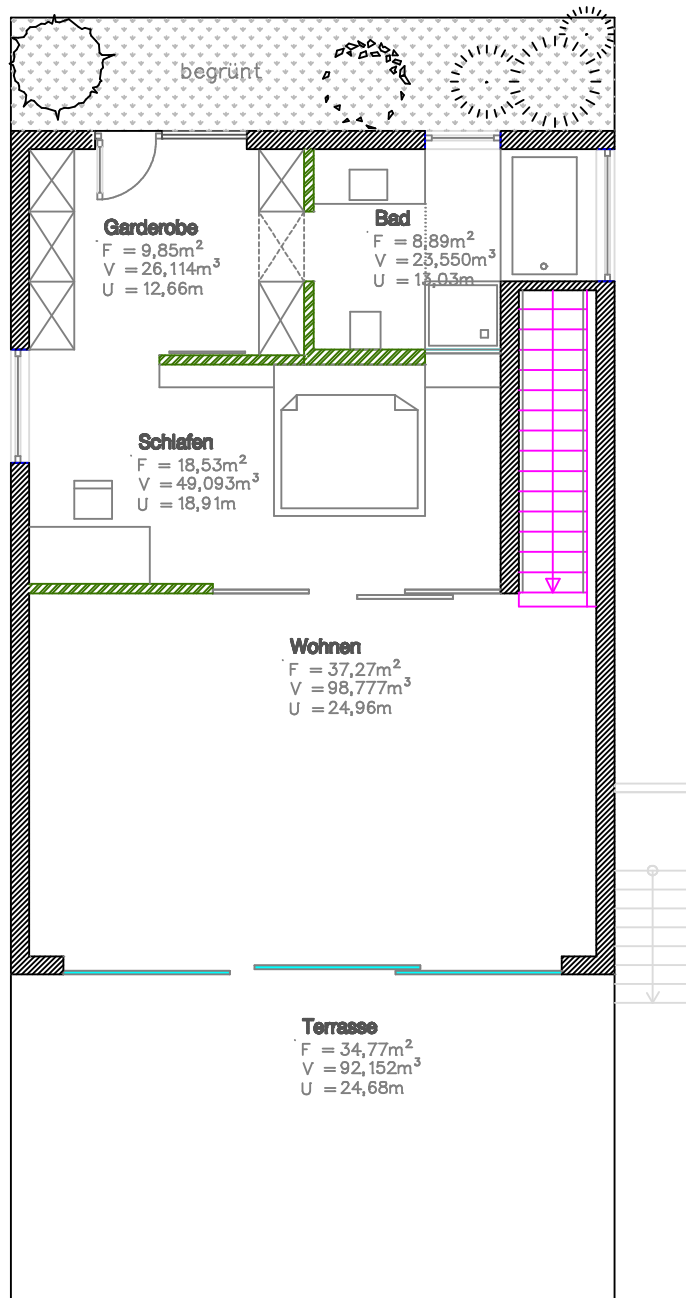 begrünt
Garderobe
F = 9,85m²
V = 26,114m³
U = 12,66m
Bad
F = 8,89m²
V = 23,550m³
U = 13,03m
Schlafen
F = 18,53m²
V = 49,093m³
U = 18,91m
Wohnen
F = 37,27m²
V = 98,777m³
U = 24,96m
Terrasse
F = 34,77m²
V = 92,152m³
U = 24,68m